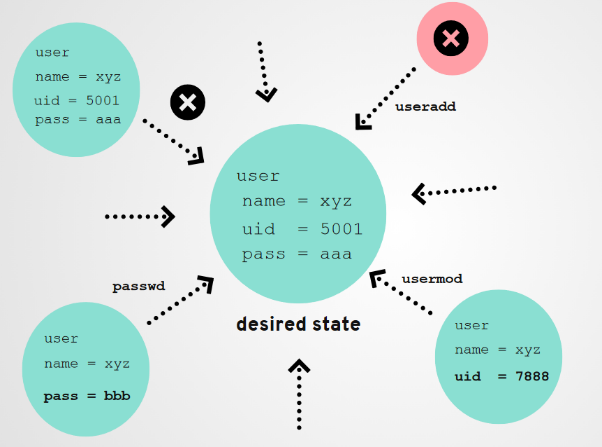 user
name = xyz
uid = 5001
pass = aaa
useradd
user
name = xyz
uid = 5001
pass = aaa
desired state
passwd
user
name = xyz
pass = bbb
usermod
user
name = xyz
uid = 7888